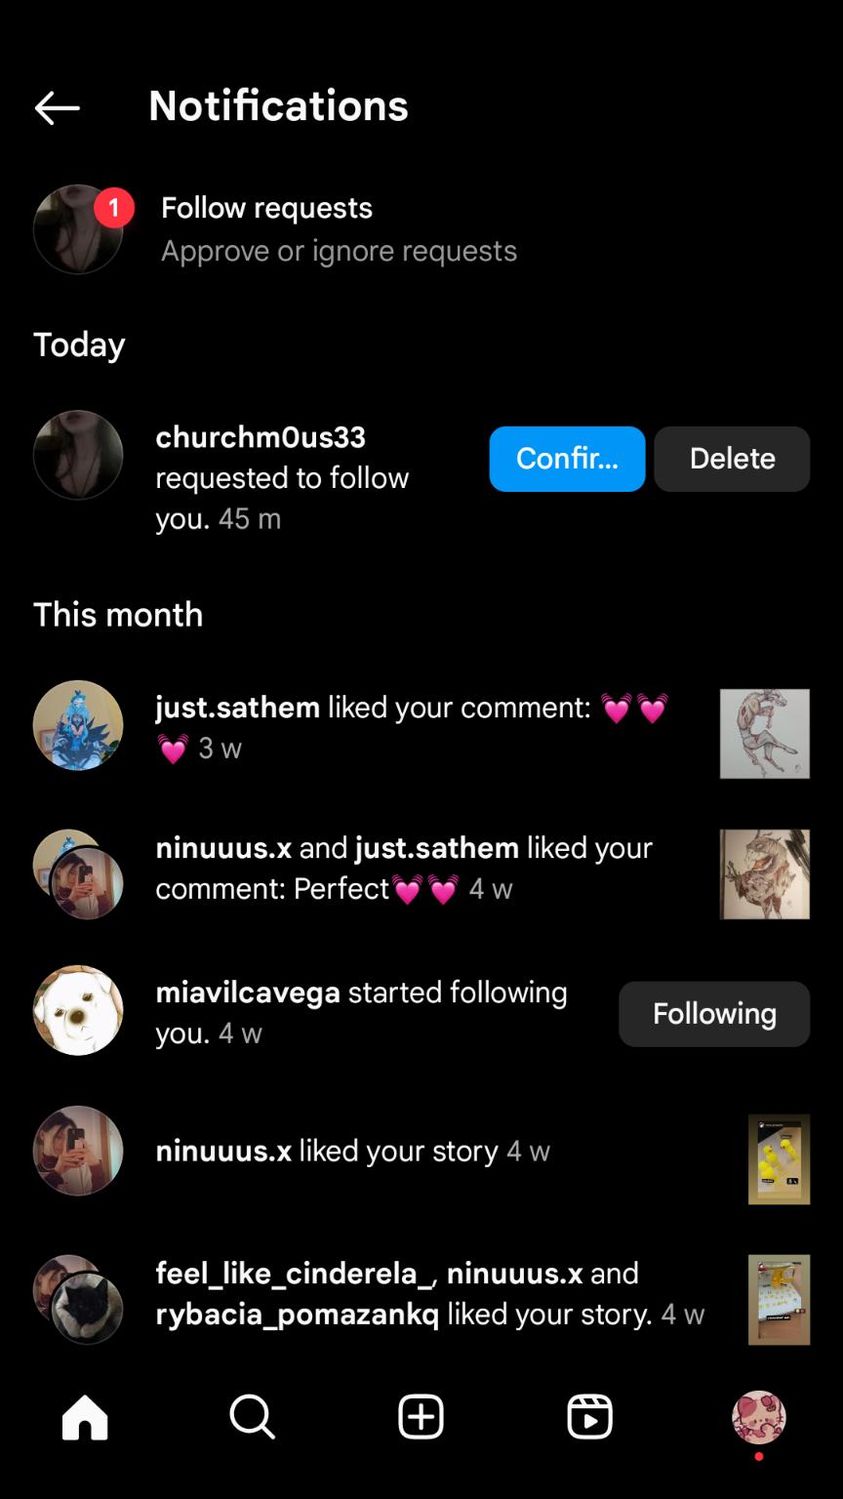 Notifications
1
Follow requests
Approve or ignore requests
Today
churchm0us33
requested to follow
you. 45 m
Confir...
Delete
This month
just.sathem liked your comment: 💓💓
💓 3 w
ninuuus.x and just.sathem liked your
comment: Perfect💓💓 4 w
miavilcavega started following
you. 4 w
Following
ninuuus.x liked your story 4 w
feel_like_cinderela_, ninuuus.x and
rybacia_pomazankq liked your story. 4 w